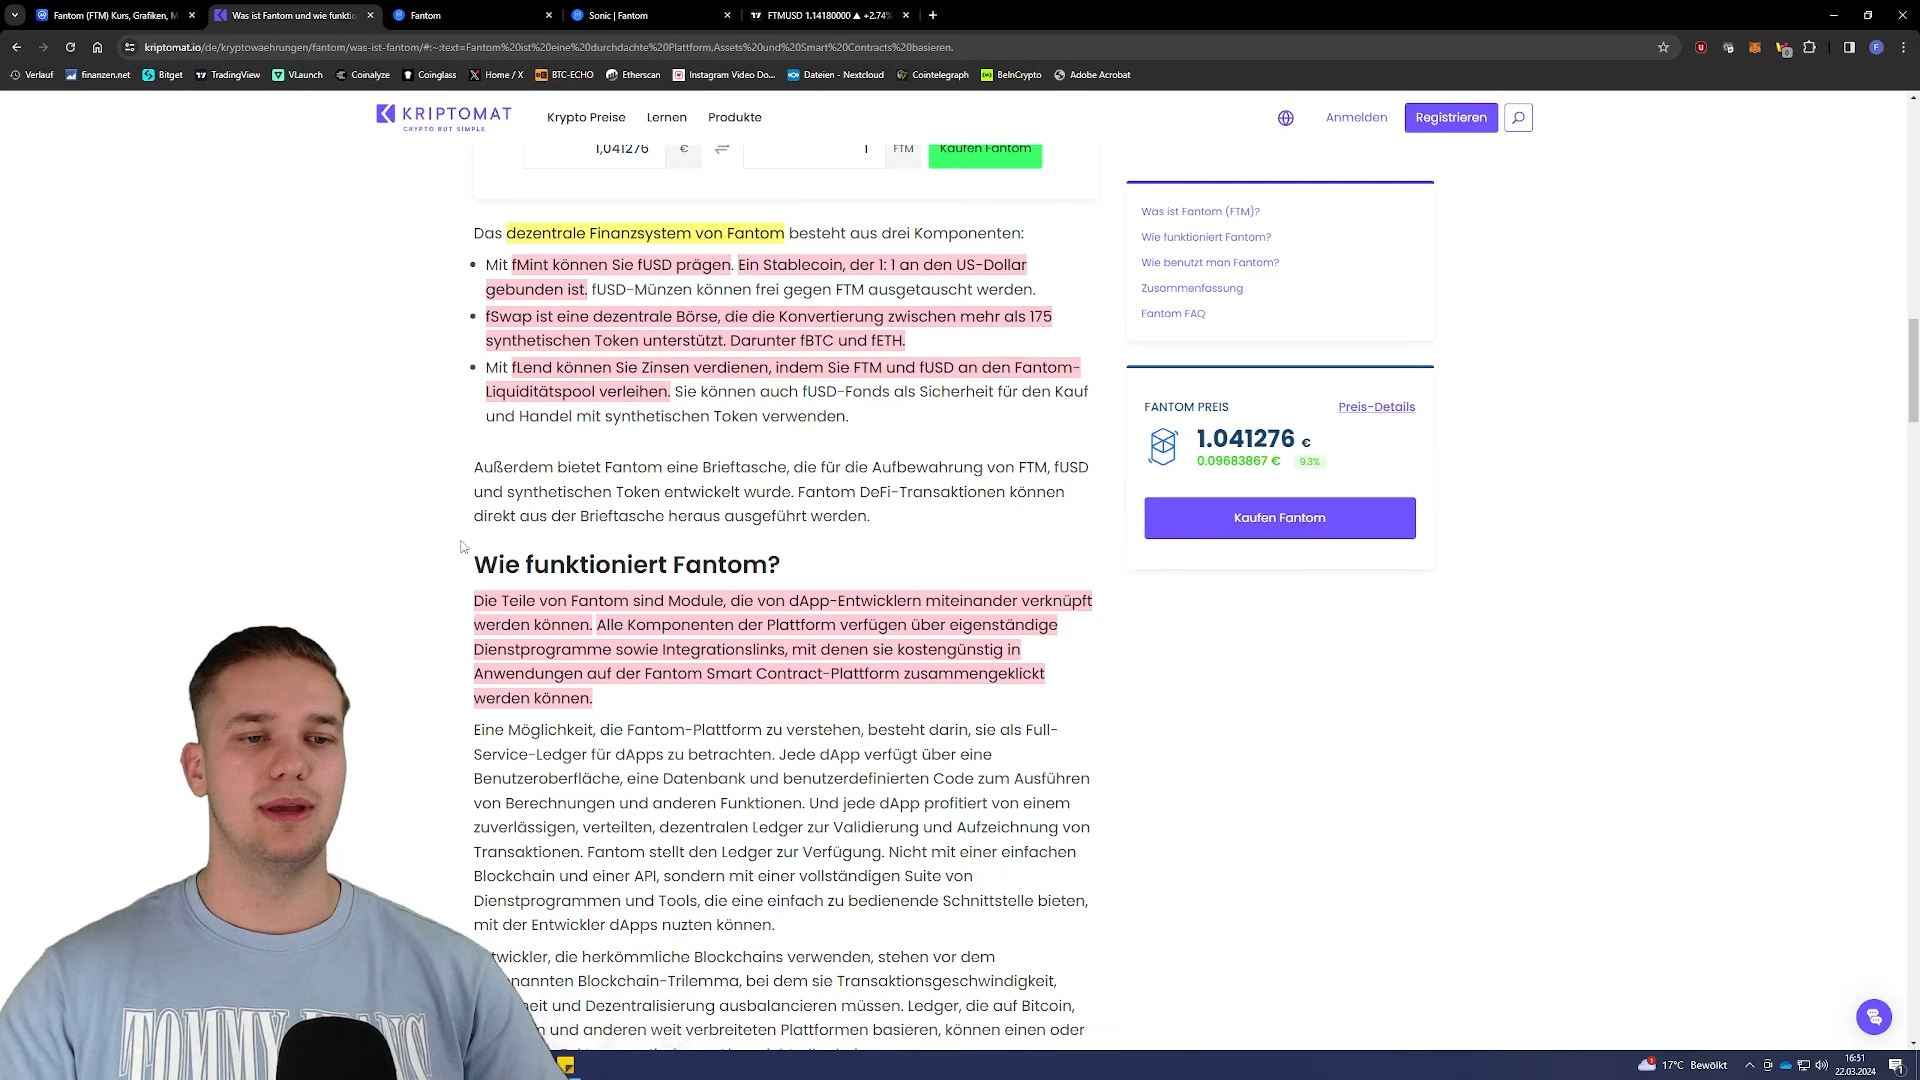 Fantom (FTM) Kurs, Grafiken, M
Was ist Fantom und wie funktio
Fantom
Sonic | Fantom
FTMUSD 1.14180000 ▲ +2.74%
kriptomat.io/de/kryptowaehrungen/fantom/was-ist-fantom/#:~:text=Fantom%20ist%20eine%20durchdachte%20Plattform,Assets%20und%20Smart%20Contracts%20basieren.
Verlauf
finanzen.net
Bitget
TradingView
VLaunch
Coinalyze
Coinglass
Home / X
BTC-ECHO
Etherscan
Instagram Video Do...
Dateien - Nextcloud
Cointelegraph
BeInCrypto
Adobe Acrobat
KRIPTOMAT
CRYPTO BUT SIMPLE
Krypto Preise
Lernen
Produkte
Anmelden
Registrieren
1,041276 €
1 FTM
Kaufen Fantom
Das dezentrale Finanzsystem von Fantom besteht aus drei Komponenten:
Mit fMint können Sie fUSD prägen. Ein Stablecoin, der 1: 1 an den US-Dollar
gebunden ist. fUSD-Münzen können frei gegen FTM ausgetauscht werden.
fSwap ist eine dezentrale Börse, die die Konvertierung zwischen mehr als 175
synthetischen Token unterstützt. Darunter fBTC und fETH.
Mit fLend können Sie Zinsen verdienen, indem Sie FTM und fUSD an den Fantom-
Liquiditätspool verleihen. Sie können auch fUSD-Fonds als Sicherheit für den Kauf
und Handel mit synthetischen Token verwenden.
Außerdem bietet Fantom eine Brieftasche, die für die Aufbewahrung von FTM, fUSD
und synthetischen Token entwickelt wurde. Fantom DeFi-Transaktionen können
direkt aus der Brieftasche heraus ausgeführt werden.
Wie funktioniert Fantom?
Die Teile von Fantom sind Module, die von dApp-Entwicklern miteinander verknüpft
werden können. Alle Komponenten der Plattform verfügen über eigenständige
Dienstprogramme sowie Integrationslinks, mit denen sie kostengünstig in
Anwendungen auf der Fantom Smart Contract-Plattform zusammengeklickt
werden können.
Eine Möglichkeit, die Fantom-Plattform zu verstehen, besteht darin, sie als Full-
Service-Ledger für dApps zu betrachten. Jede dApp verfügt über eine
Benutzeroberfläche, eine Datenbank und benutzerdefinierten Code zum Ausführen
von Berechnungen und anderen Funktionen. Und jede dApp profitiert von einem
zuverlässigen, verteilten, dezentralen Ledger zur Validierung und Aufzeichnung von
Transaktionen. Fantom stellt den Ledger zur Verfügung. Nicht mit einer einfachen
Blockchain und einer API, sondern mit einer vollständigen Suite von
Dienstprogrammen und Tools, die eine einfach zu bedienende Schnittstelle bieten,
mit der Entwickler dApps nuzten können.
twickler, die herkömmliche Blockchains verwenden, stehen vor dem
nannten Blockchain-Trilemma, bei dem sie Transaktionsgeschwindigkeit,
eit und Dezentralisierung ausbalancieren müssen. Ledger, die auf Bitcoin,
und anderen weit verbreiteten Plattformen basieren, können einen oder
Was ist Fantom (FTM)?
Wie funktioniert Fantom?
Wie benutzt man Fantom?
Zusammenfassung
Fantom FAQ
FANTOM PREIS
Preis-Details
1.041276 €
0.09683867 €
9.3%
Kaufen Fantom
TOMMY JEANS
17°C Bewölkt
16:51
22.03.2024